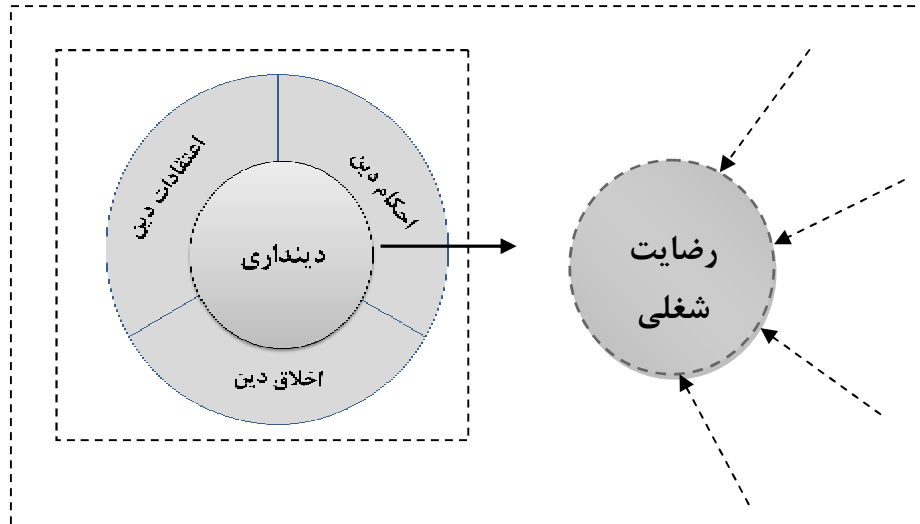 اعتقادات دین
احکام دین
دینداری
اخلاق دین
رضایت
شغلی